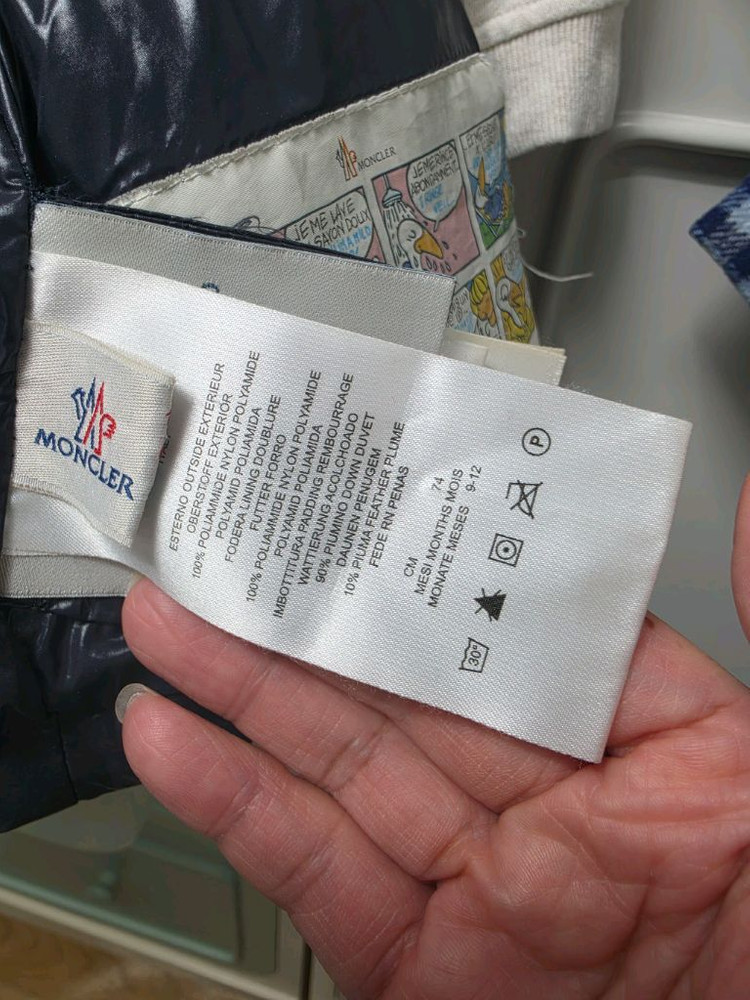 MONCLER
JE ME LAVE
SAVON DOUX
MONCLER
ESTERNO OUTSIDE EXTERIEUR
OBERSTOFF EXTERIOR
100% POLIAMMIDE NYLON POLYAMIDE
POLYAMID POLIAMIDA
FODERA LINING DOUBLURE
FUTTER FORRO
100% POLIAMMIDE NYLON POLYAMIDE
POLYAMID POLIAMIDA
IMBOTTITURA PADDING REMBOURRAGE
WATTIERUNG ACOLCHOADO
90% PIUMINO DOWN DUVET
DAUNEN PENUGEM
10% PIUMA FEATHER PLUME
FEDE RN PENAS
CM 74
MESI MONTHS MOIS
MONATE MESES 9-12
P
30°